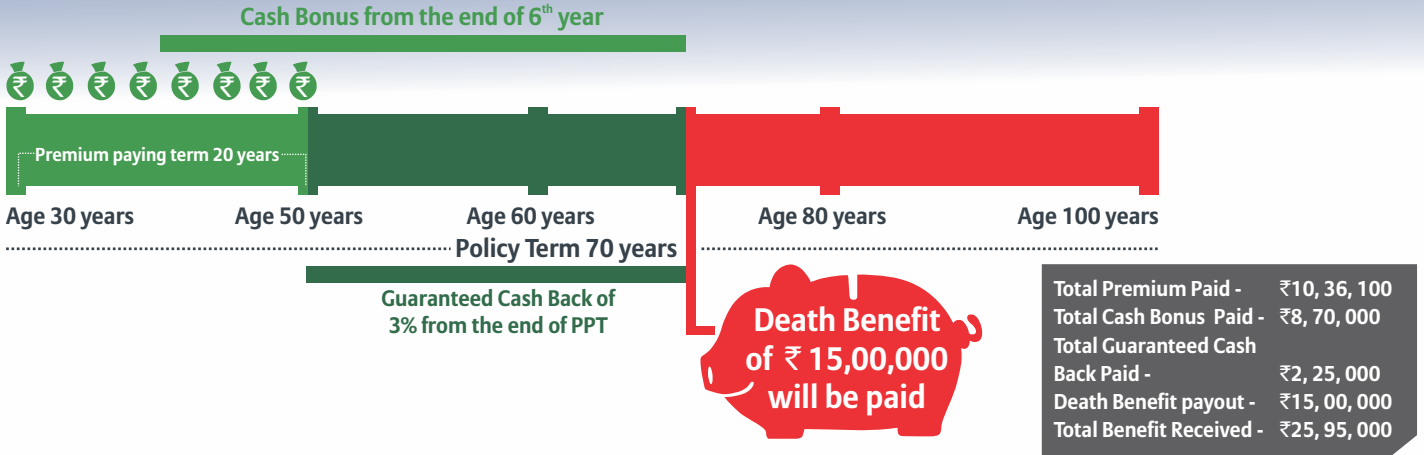 Cash Bonus from the end of 6th year
₹ ₹ ₹ ₹ ₹ ₹ ₹ ₹
Premium paying term 20 years
Age 30 years Age 50 years Age 60 years Age 80 years Age 100 years
Policy Term 70 years
Guaranteed Cash Back of
3% from the end of PPT
Death Benefit
of ₹ 15,00,000
will be paid
Total Premium Paid - ₹10, 36, 100
Total Cash Bonus Paid - ₹8, 70, 000
Total Guaranteed Cash
Back Paid - ₹2, 25, 000
Death Benefit payout - ₹15, 00, 000
Total Benefit Received - ₹25, 95, 000